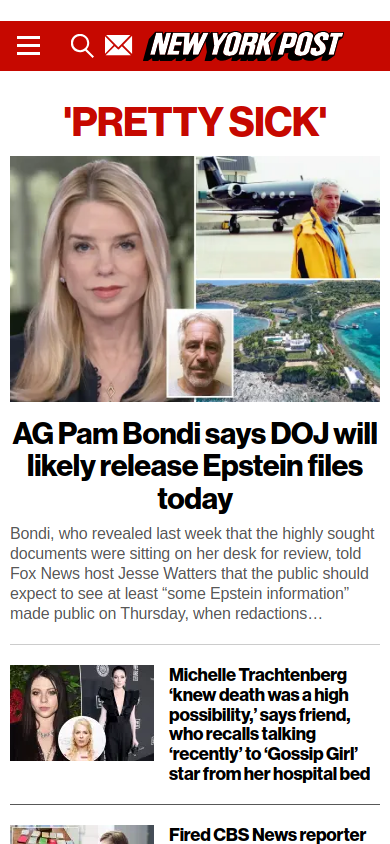 NEW YORK POST
'PRETTY SICK'
AG Pam Bondi says DOJ will
likely release Epstein files
today
Bondi, who revealed last week that the highly sought
documents were sitting on her desk for review, told
Fox News host Jesse Watters that the public should
expect to see at least “some Epstein information”
made public on Thursday, when redactions…
Michelle Trachtenberg
‘knew death was a high
possibility,’ says friend,
who recalls talking
‘recently’ to ‘Gossip Girl’
star from her hospital bed
Fired CBS News reporter